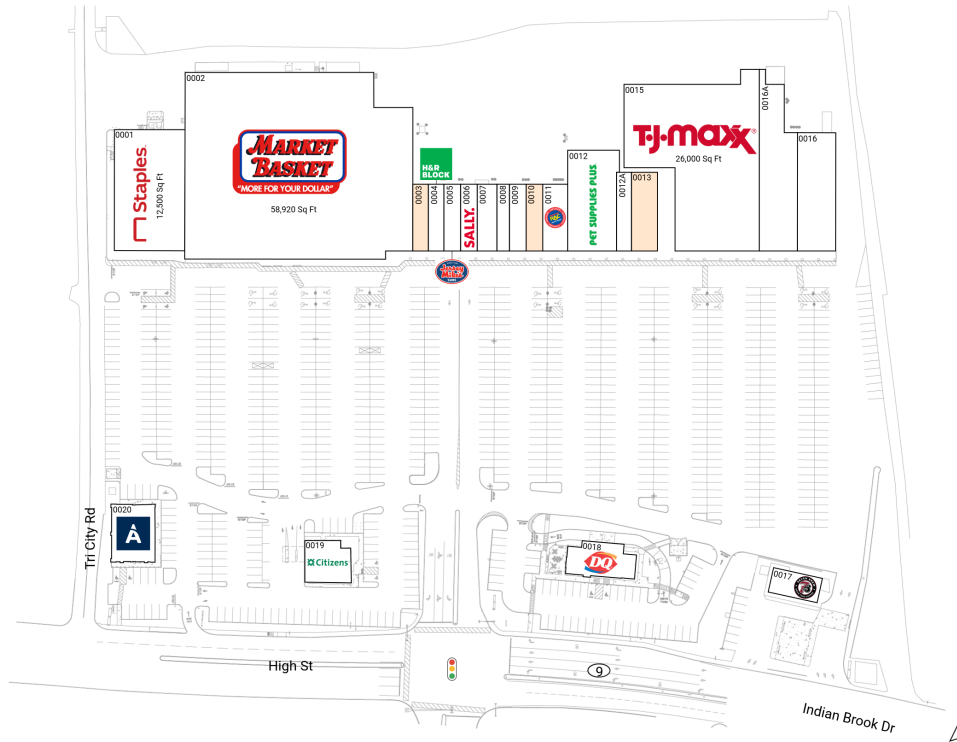 0002
0001
Staples
12,500 Sq Ft
MARKET
BASKET
"MORE FOR YOUR DOLLAR"
58,920 Sq Ft
H&R
BLOCK
0003
0004
0005
0006
SALLY.
0007
0008
0009
0010
0011
0012
PET SUPPLIES PLUS
0012A
0013
0015
T·J·maxx
26,000 Sq Ft
0016A
0016
Jersey
Mike's
SUBS
0020
A
0019
Citizens
0018
DQ
0017
Tri City Rd
High St
9
Indian Brook Dr